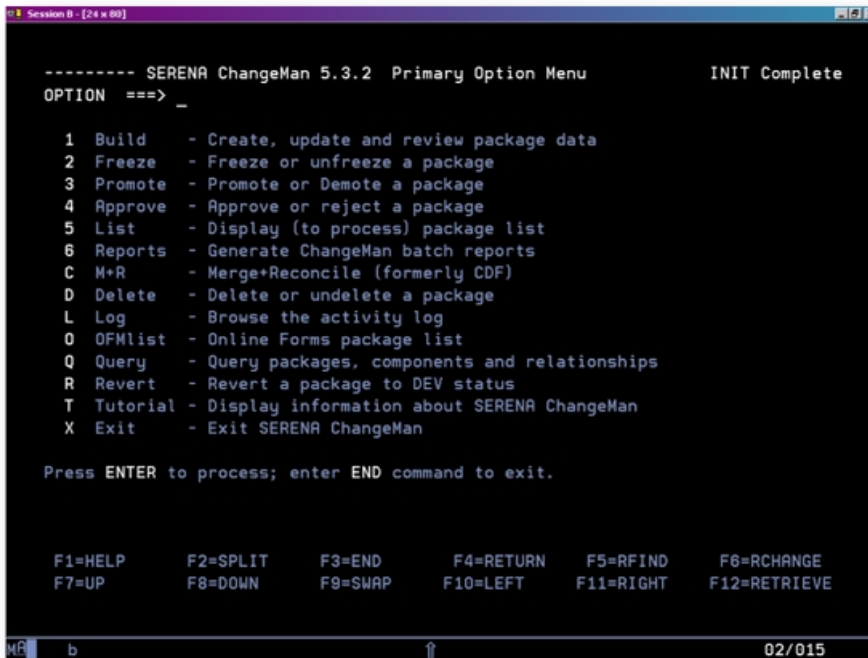 Session B - [24 x 80]
--------- SERENA ChangeMan 5.3.2  Primary Option Menu          INIT Complete
OPTION  ===> _
1  Build    - Create, update and review package data
2  Freeze   - Freeze or unfreeze a package
3  Promote  - Promote or Demote a package
4  Approve  - Approve or reject a package
5  List     - Display (to process) package list
6  Reports  - Generate ChangeMan batch reports
C  M+R      - Merge+Reconcile (formerly CDF)
D  Delete   - Delete or undelete a package
L  Log      - Browse the activity log
O  OFMlist  - Online Forms package list
Q  Query    - Query packages, components and relationships
R  Revert   - Revert a package to DEV status
T  Tutorial - Display information about SERENA ChangeMan
X  Exit     - Exit SERENA ChangeMan
Press ENTER to process; enter END command to exit.
F1=HELP      F2=SPLIT     F3=END       F4=RETURN    F5=RFIND     F6=RCHANGE
F7=UP        F8=DOWN      F9=SWAP      F10=LEFT     F11=RIGHT    F12=RETRIEVE
MA    b    ⇧    02/015